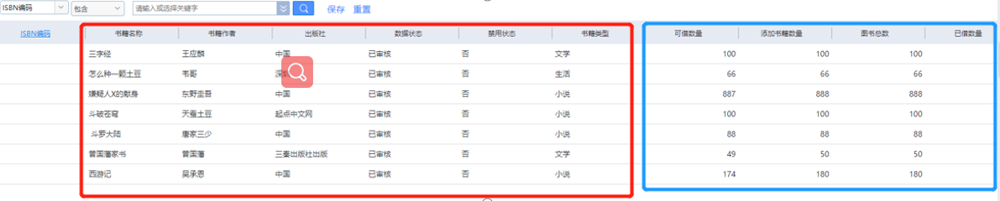 ISBN编码 包含 请输入或选择关键字 保存 重置
ISBN编码 书籍名称 书籍作者 出版社 数据状态 禁用状态 书籍类型 可借数量 添加书籍数量 图书总数 已借数量
三字经 王应麟 中国 已审核 否 文学 100 100 100
怎么种一颗土豆 韦哥 已审核 否 生活 66 66 66
嫌疑人X的献身 东野圭吾 中国 已审核 否 小说 887 888 888
斗破苍穹 天蚕土豆 起点中文网 已审核 否 小说 100 100 100
斗罗大陆 唐家三少 中国 已审核 否 小说 88 88 88
曾国藩家书 曾国藩 三秦出版社出版 已审核 否 文学 49 50 50
西游记 吴承恩 中国 已审核 否 小说 174 180 180